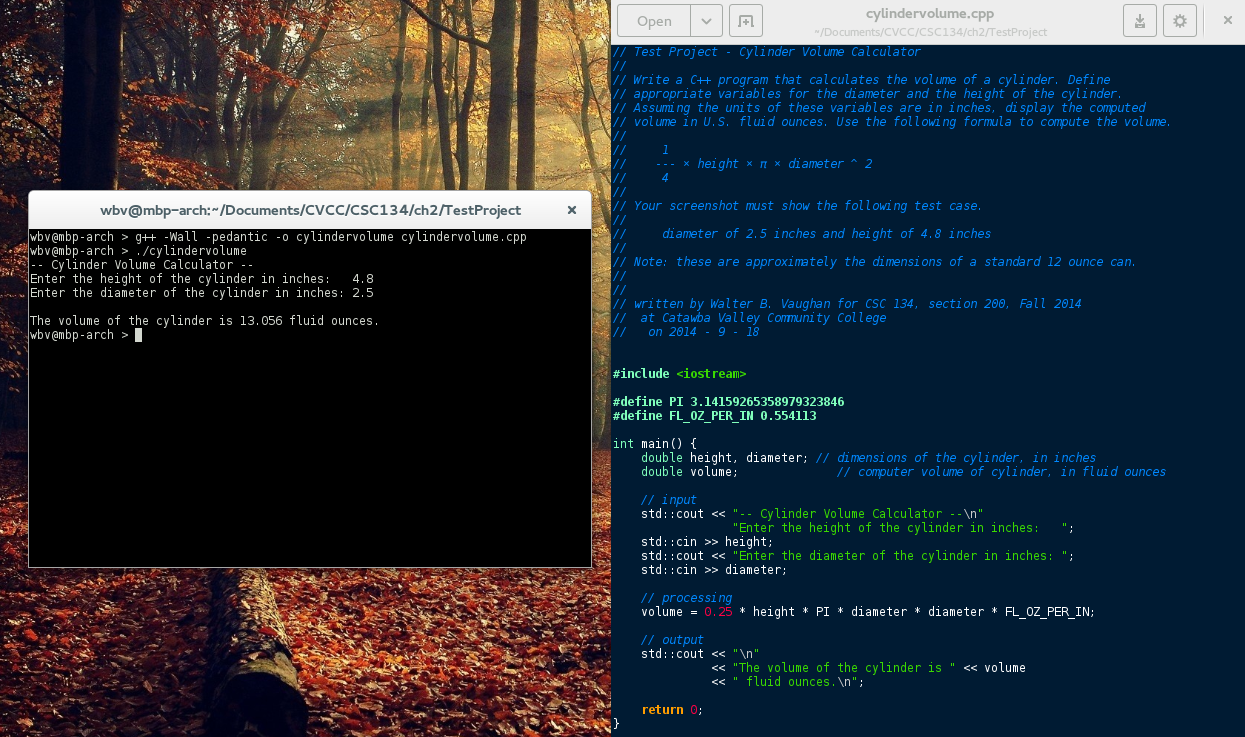 wbv@mbp-arch:~/Documents/CVCC/CSC134/ch2/TestProject
wbv@mbp-arch > g++ -Wall -pedantic -o cylindervolume cylindervolume.cpp
wbv@mbp-arch > ./cylindervolume
-- Cylinder Volume Calculator --
Enter the height of the cylinder in inches:   4.8
Enter the diameter of the cylinder in inches: 2.5

The volume of the cylinder is 13.056 fluid ounces.
wbv@mbp-arch >
Open
cylindervolume.cpp
~/Documents/CVCC/CSC134/ch2/TestProject
// Test Project - Cylinder Volume Calculator
//
// Write a C++ program that calculates the volume of a cylinder. Define
// appropriate variables for the diameter and the height of the cylinder.
// Assuming the units of these variables are in inches, display the computed
// volume in U.S. fluid ounces. Use the following formula to compute the volume.
//
//     1
//    --- × height × π × diameter ^ 2
//     4
//
// Your screenshot must show the following test case.
//
//     diameter of 2.5 inches and height of 4.8 inches
//
// Note: these are approximately the dimensions of a standard 12 ounce can.
//
//
// written by Walter B. Vaughan for CSC 134, section 200, Fall 2014
//  at Catawba Valley Community College
//   on 2014 - 9 - 18

#include <iostream>

#define PI 3.14159265358979323846
#define FL_OZ_PER_IN 0.554113

int main() {
    double height, diameter; // dimensions of the cylinder, in inches
    double volume;              // computer volume of cylinder, in fluid ounces

    // input
    std::cout << "-- Cylinder Volume Calculator --\n"
                 "Enter the height of the cylinder in inches:   ";
    std::cin >> height;
    std::cout << "Enter the diameter of the cylinder in inches: ";
    std::cin >> diameter;

    // processing
    volume = 0.25 * height * PI * diameter * diameter * FL_OZ_PER_IN;

    // output
    std::cout << "\n"
              << "The volume of the cylinder is " << volume
              << " fluid ounces.\n";

    return 0;
}